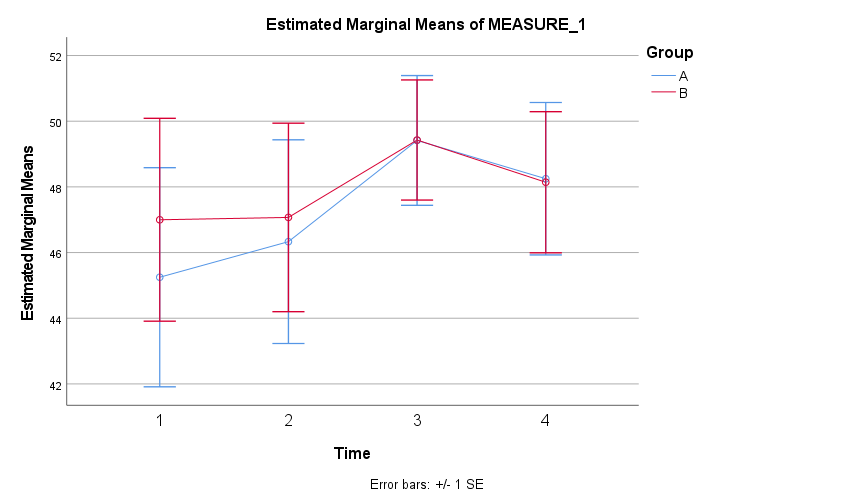 Estimated Marginal Means of MEASURE_1
Group
A
B
Estimated Marginal Means
52
50
48
46
44
42
1 2 3 4
Time
Error bars: +/- 1 SE